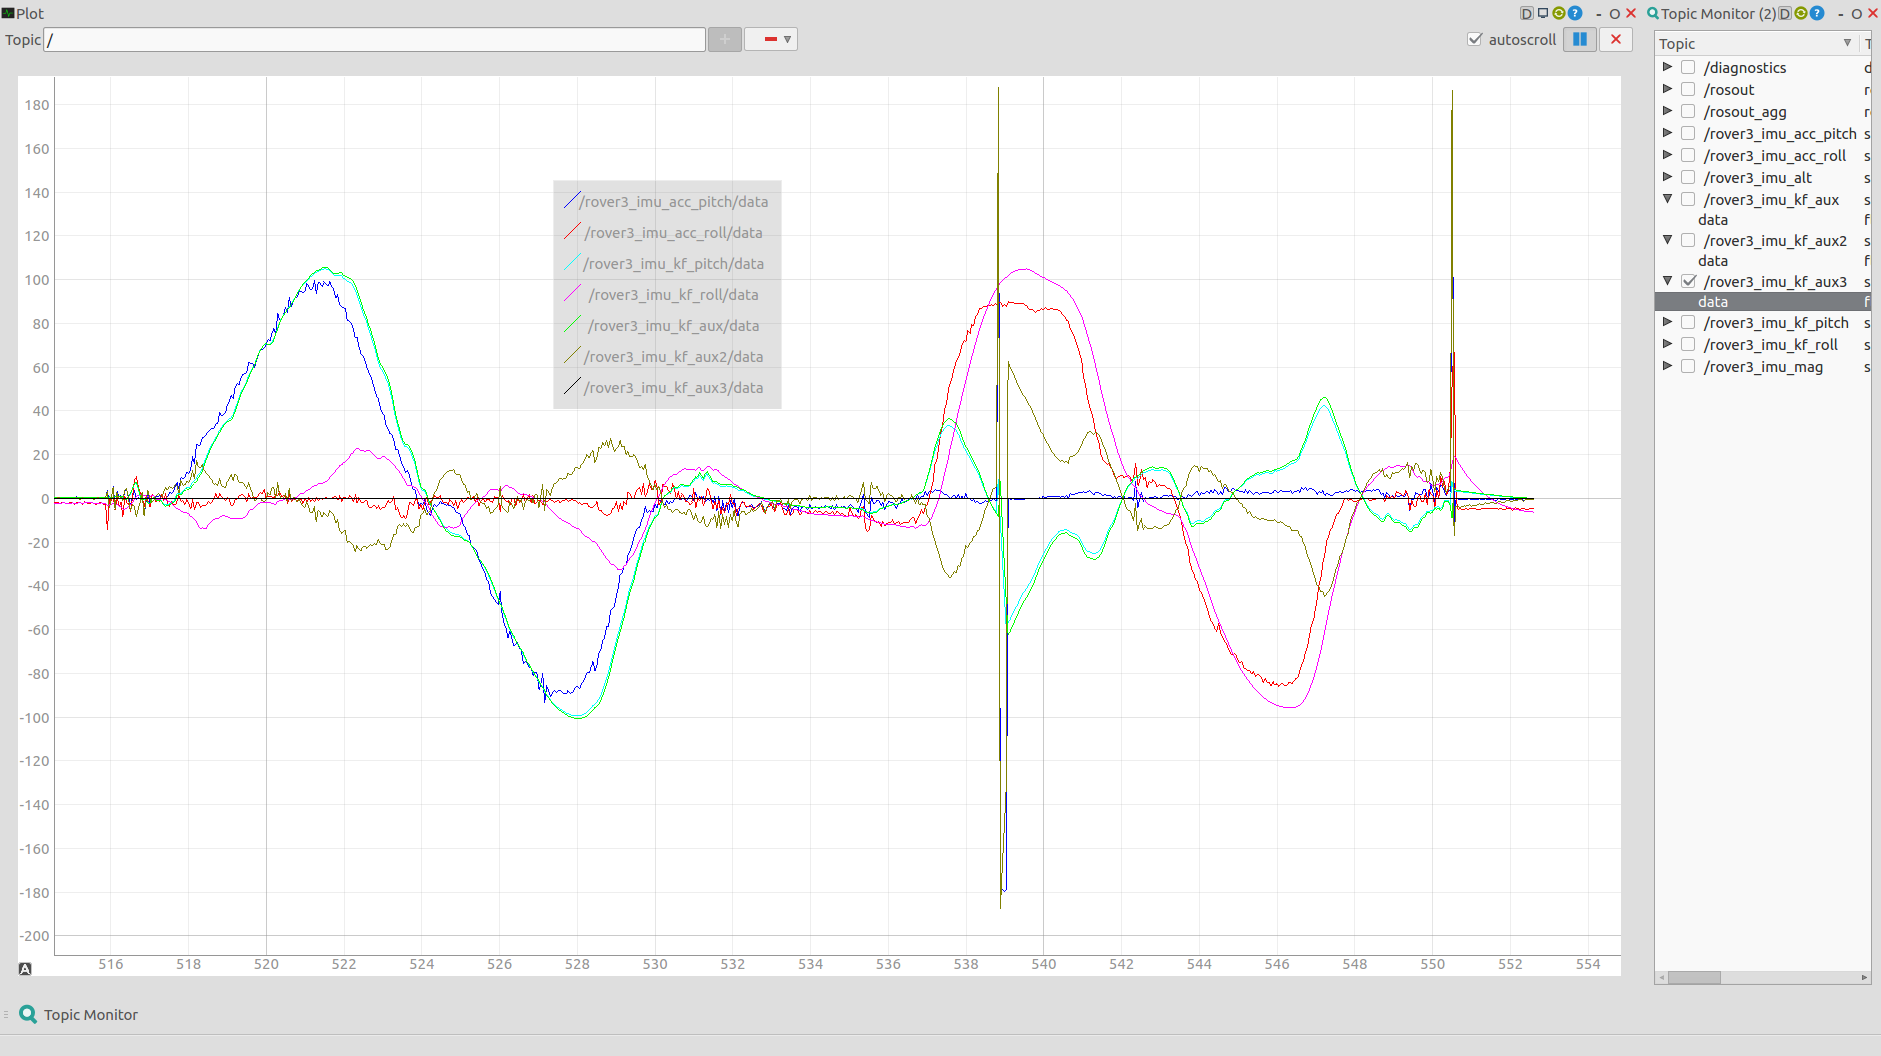 Plot
D ? - O ×
Topic Monitor (2) D ? - O ×
Topic /
+
autoscroll
Topic T
/diagnostics d
/rosout r
/rosout_agg r
/rover3_imu_acc_pitch s
/rover3_imu_acc_roll s
/rover3_imu_alt s
/rover3_imu_kf_aux s
data f
/rover3_imu_kf_aux2 s
data f
/rover3_imu_kf_aux3 s
data f
/rover3_imu_kf_pitch s
/rover3_imu_kf_roll s
/rover3_imu_mag s
180
160
140
120
100
80
60
40
20
0
-20
-40
-60
-80
-100
-120
-140
-160
-180
-200
/rover3_imu_acc_pitch/data
/rover3_imu_acc_roll/data
/rover3_imu_kf_pitch/data
/rover3_imu_kf_roll/data
/rover3_imu_kf_aux/data
/rover3_imu_kf_aux2/data
/rover3_imu_kf_aux3/data
516 518 520 522 524 526 528 530 532 534 536 538 540 542 544 546 548 550 552 554
A
Topic Monitor